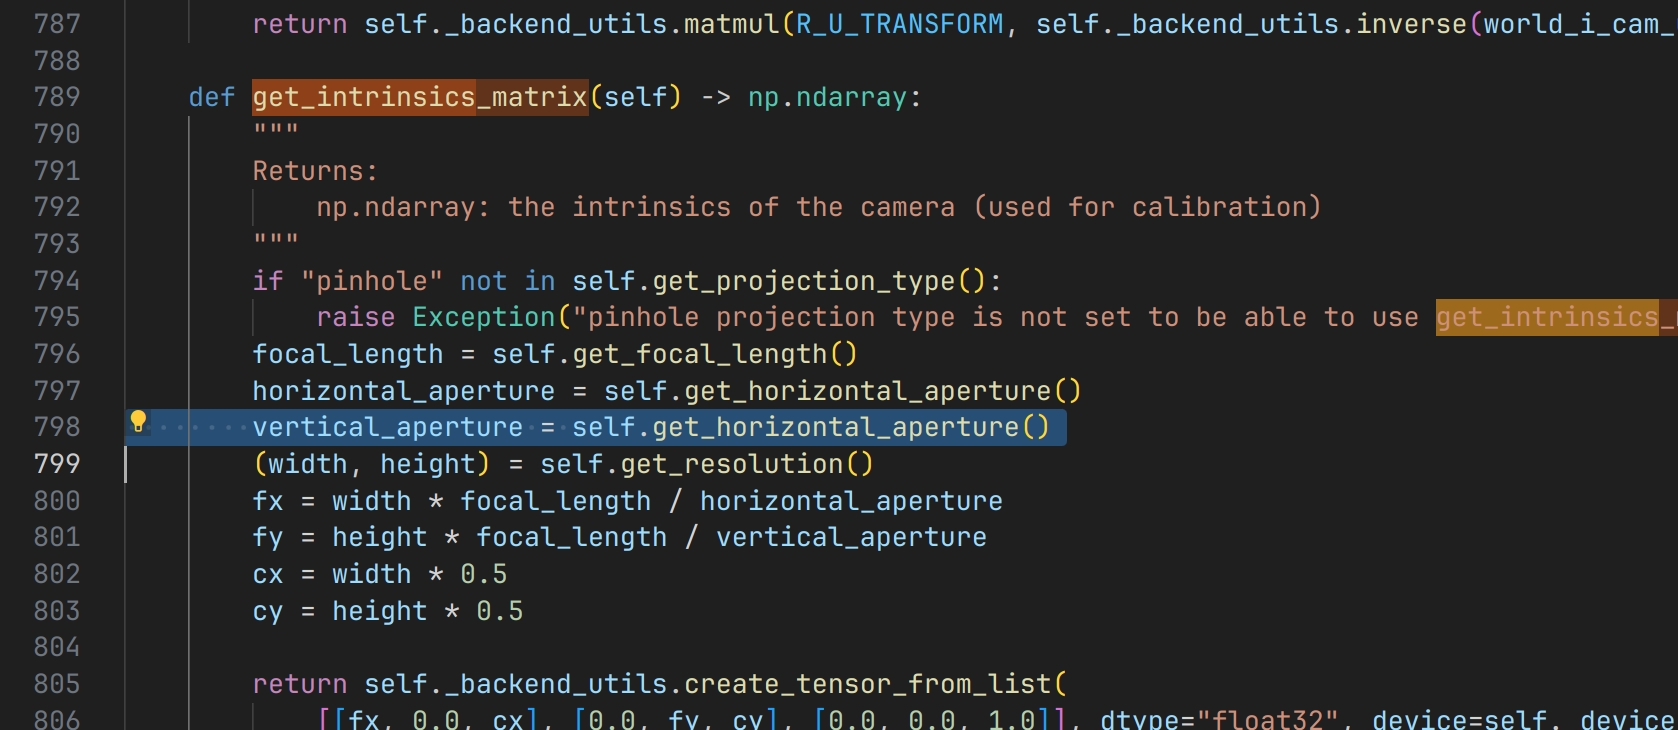 787 return self._backend_utils.matmul(R_U_TRANSFORM, self._backend_utils.inverse(world_i_cam_
788
789 def get_intrinsics_matrix(self) -> np.ndarray:
790 """
791 Returns:
792 np.ndarray: the intrinsics of the camera (used for calibration)
793 """
794 if "pinhole" not in self.get_projection_type():
795 raise Exception("pinhole projection type is not set to be able to use get_intrinsics_
796 focal_length = self.get_focal_length()
797 horizontal_aperture = self.get_horizontal_aperture()
798 vertical_aperture = self.get_horizontal_aperture()
799 (width, height) = self.get_resolution()
800 fx = width * focal_length / horizontal_aperture
801 fy = height * focal_length / vertical_aperture
802 cx = width * 0.5
803 cy = height * 0.5
804
805 return self._backend_utils.create_tensor_from_list(
806 [[fx, 0.0, cx], [0.0, fy, cy], [0.0, 0.0, 1.0]], dtype="float32", device=self._device